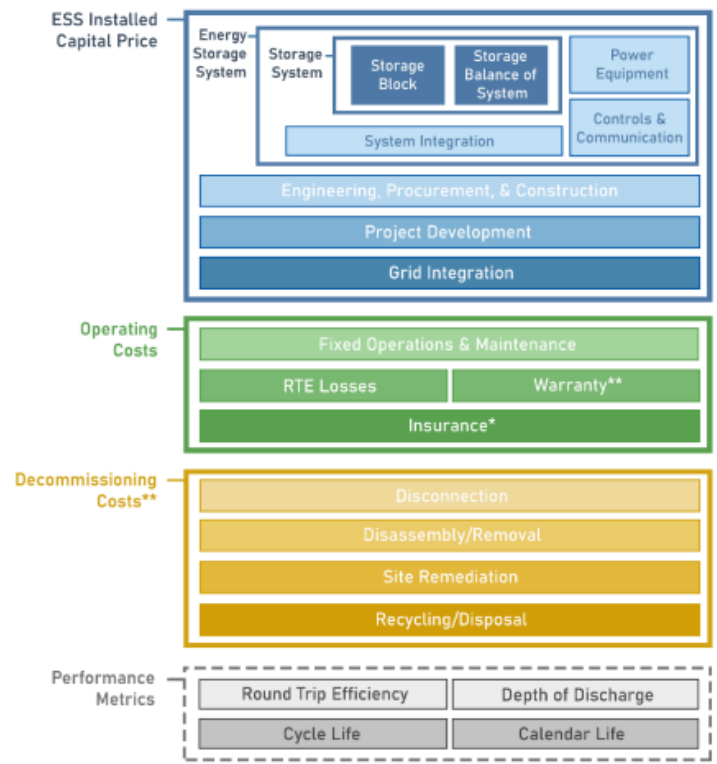 ESS Installed
Capital Price
Energy
Storage
System
Storage
System
Storage
Block
Storage
Balance of
System
Power
Equipment
Controls &
Communication
System Integration
Engineering, Procurement, & Construction
Project Development
Grid Integration
Operating
Costs
Fixed Operations & Maintenance
RTE Losses
Warranty**
Insurance*
Decommissioning
Costs**
Disconnection
Disassembly/Removal
Site Remediation
Recycling/Disposal
Performance
Metrics
Round Trip Efficiency
Depth of Discharge
Cycle Life
Calendar Life